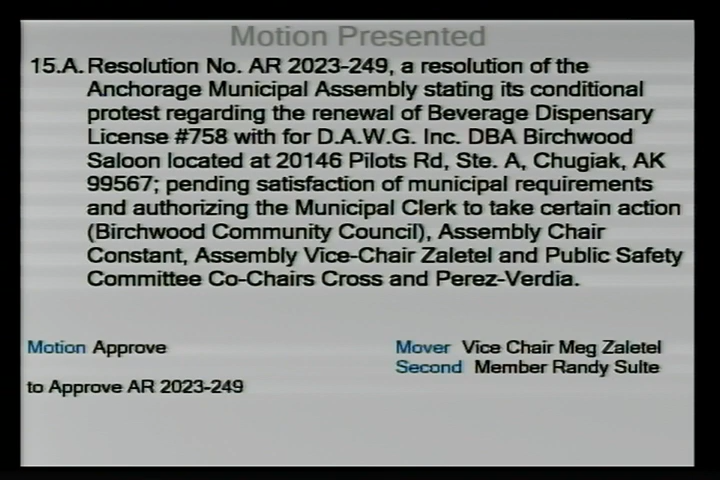 Motion Presented
15.A. Resolution No. AR 2023-249, a resolution of the
Anchorage Municipal Assembly stating its conditional
protest regarding the renewal of Beverage Dispensary
License #758 with for D.A.W.G. Inc. DBA Birchwood
Saloon located at 20146 Pilots Rd, Ste. A, Chugiak, AK
99567; pending satisfaction of municipal requirements
and authorizing the Municipal Clerk to take certain action
(Birchwood Community Council), Assembly Chair
Constant, Assembly Vice-Chair Zaletel and Public Safety
Committee Co-Chairs Cross and Perez-Verdia.
Motion Approve
Mover Vice Chair Meg Zaletel
Second Member Randy Sulte
to Approve AR 2023-249